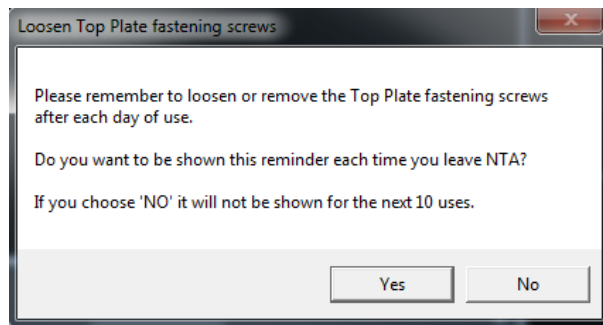 Loosen Top Plate fastening screws
Please remember to loosen or remove the Top Plate fastening screws
after each day of use.
Do you want to be shown this reminder each time you leave NTA?
If you choose 'NO' it will not be shown for the next 10 uses.
Yes
No